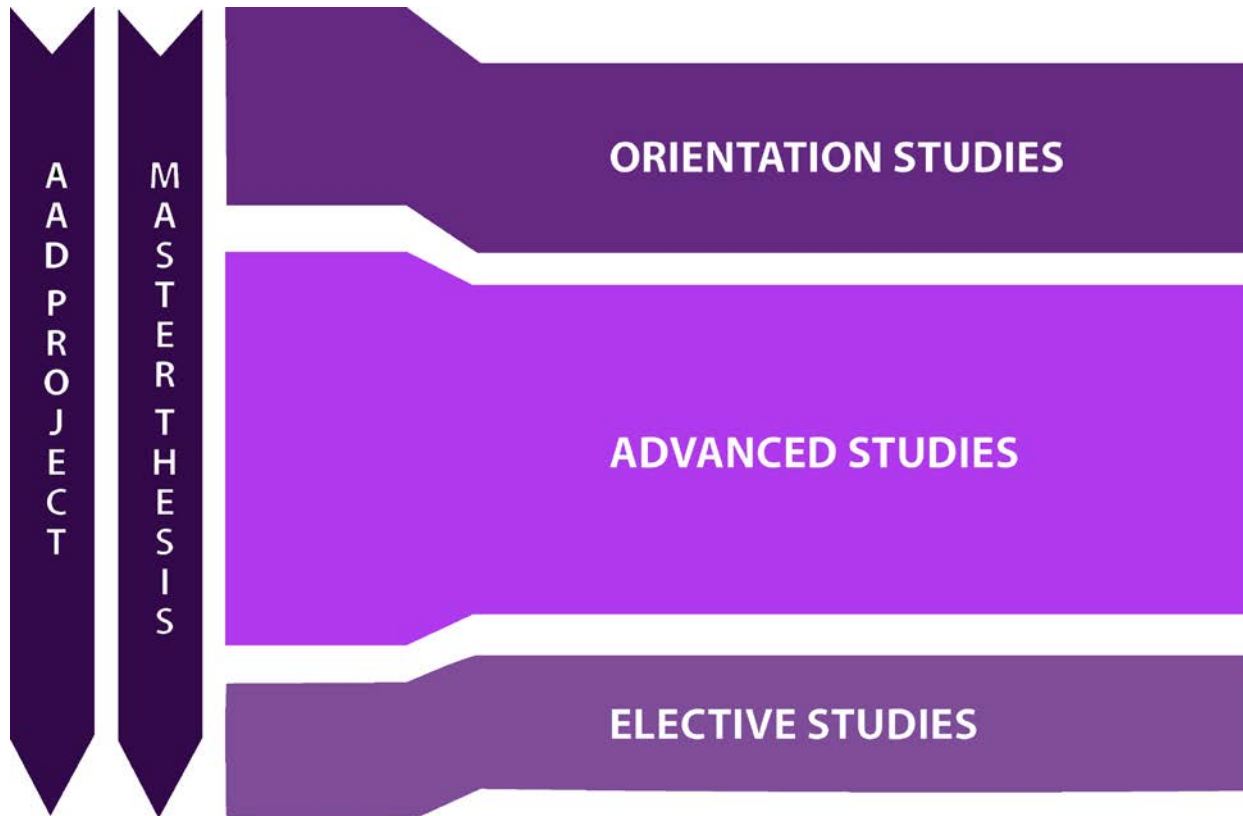 AAD PROJECT
MASTER THESIS
ORIENTATION STUDIES
ADVANCED STUDIES
ELECTIVE STUDIES